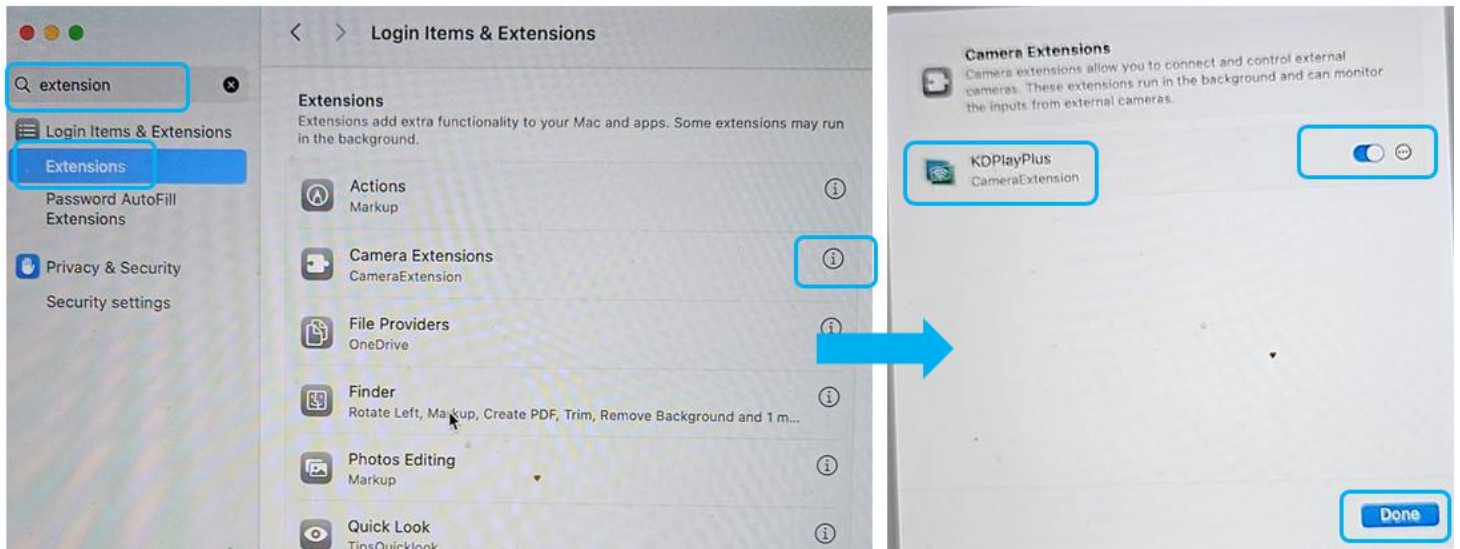 Login Items & Extensions
extension
Login Items & Extensions
Extensions
Password AutoFill
Extensions
Privacy & Security
Security settings
Extensions
Extensions add extra functionality to your Mac and apps. Some extensions may run
in the background.
Actions
Markup
Camera Extensions
CameraExtension
File Providers
OneDrive
Finder
Rotate Left, Markup, Create PDF, Trim, Remove Background and 1 m...
Photos Editing
Markup
Quick Look
TipsQuicklook
Camera Extensions
Camera extensions allow you to connect and control external
cameras. These extensions run in the background and can monitor
the inputs from external cameras.
KDPlayPlus
CameraExtension
Done